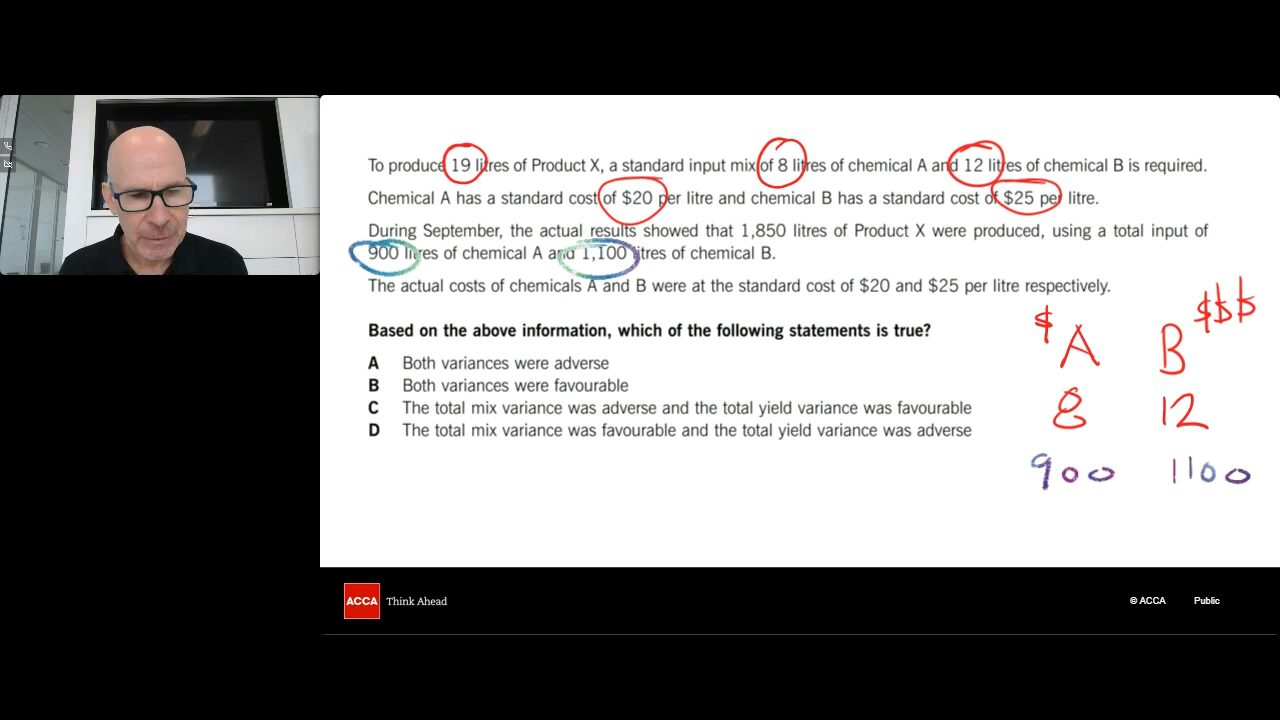 To produce 19 litres of Product X, a standard input mix of 8 litres of chemical A and 12 litres of chemical B is required.
Chemical A has a standard cost of $20 per litre and chemical B has a standard cost of $25 per litre.
During September, the actual results showed that 1,850 litres of Product X were produced, using a total input of
900 litres of chemical A and 1,100 litres of chemical B.
The actual costs of chemicals A and B were at the standard cost of $20 and $25 per litre respectively.
Based on the above information, which of the following statements is true?
A Both variances were adverse
B Both variances were favourable
C The total mix variance was adverse and the total yield variance was favourable
D The total mix variance was favourable and the total yield variance was adverse
$ A B $$$
8 12
900 1100
ACCA Think Ahead
© ACCA Public